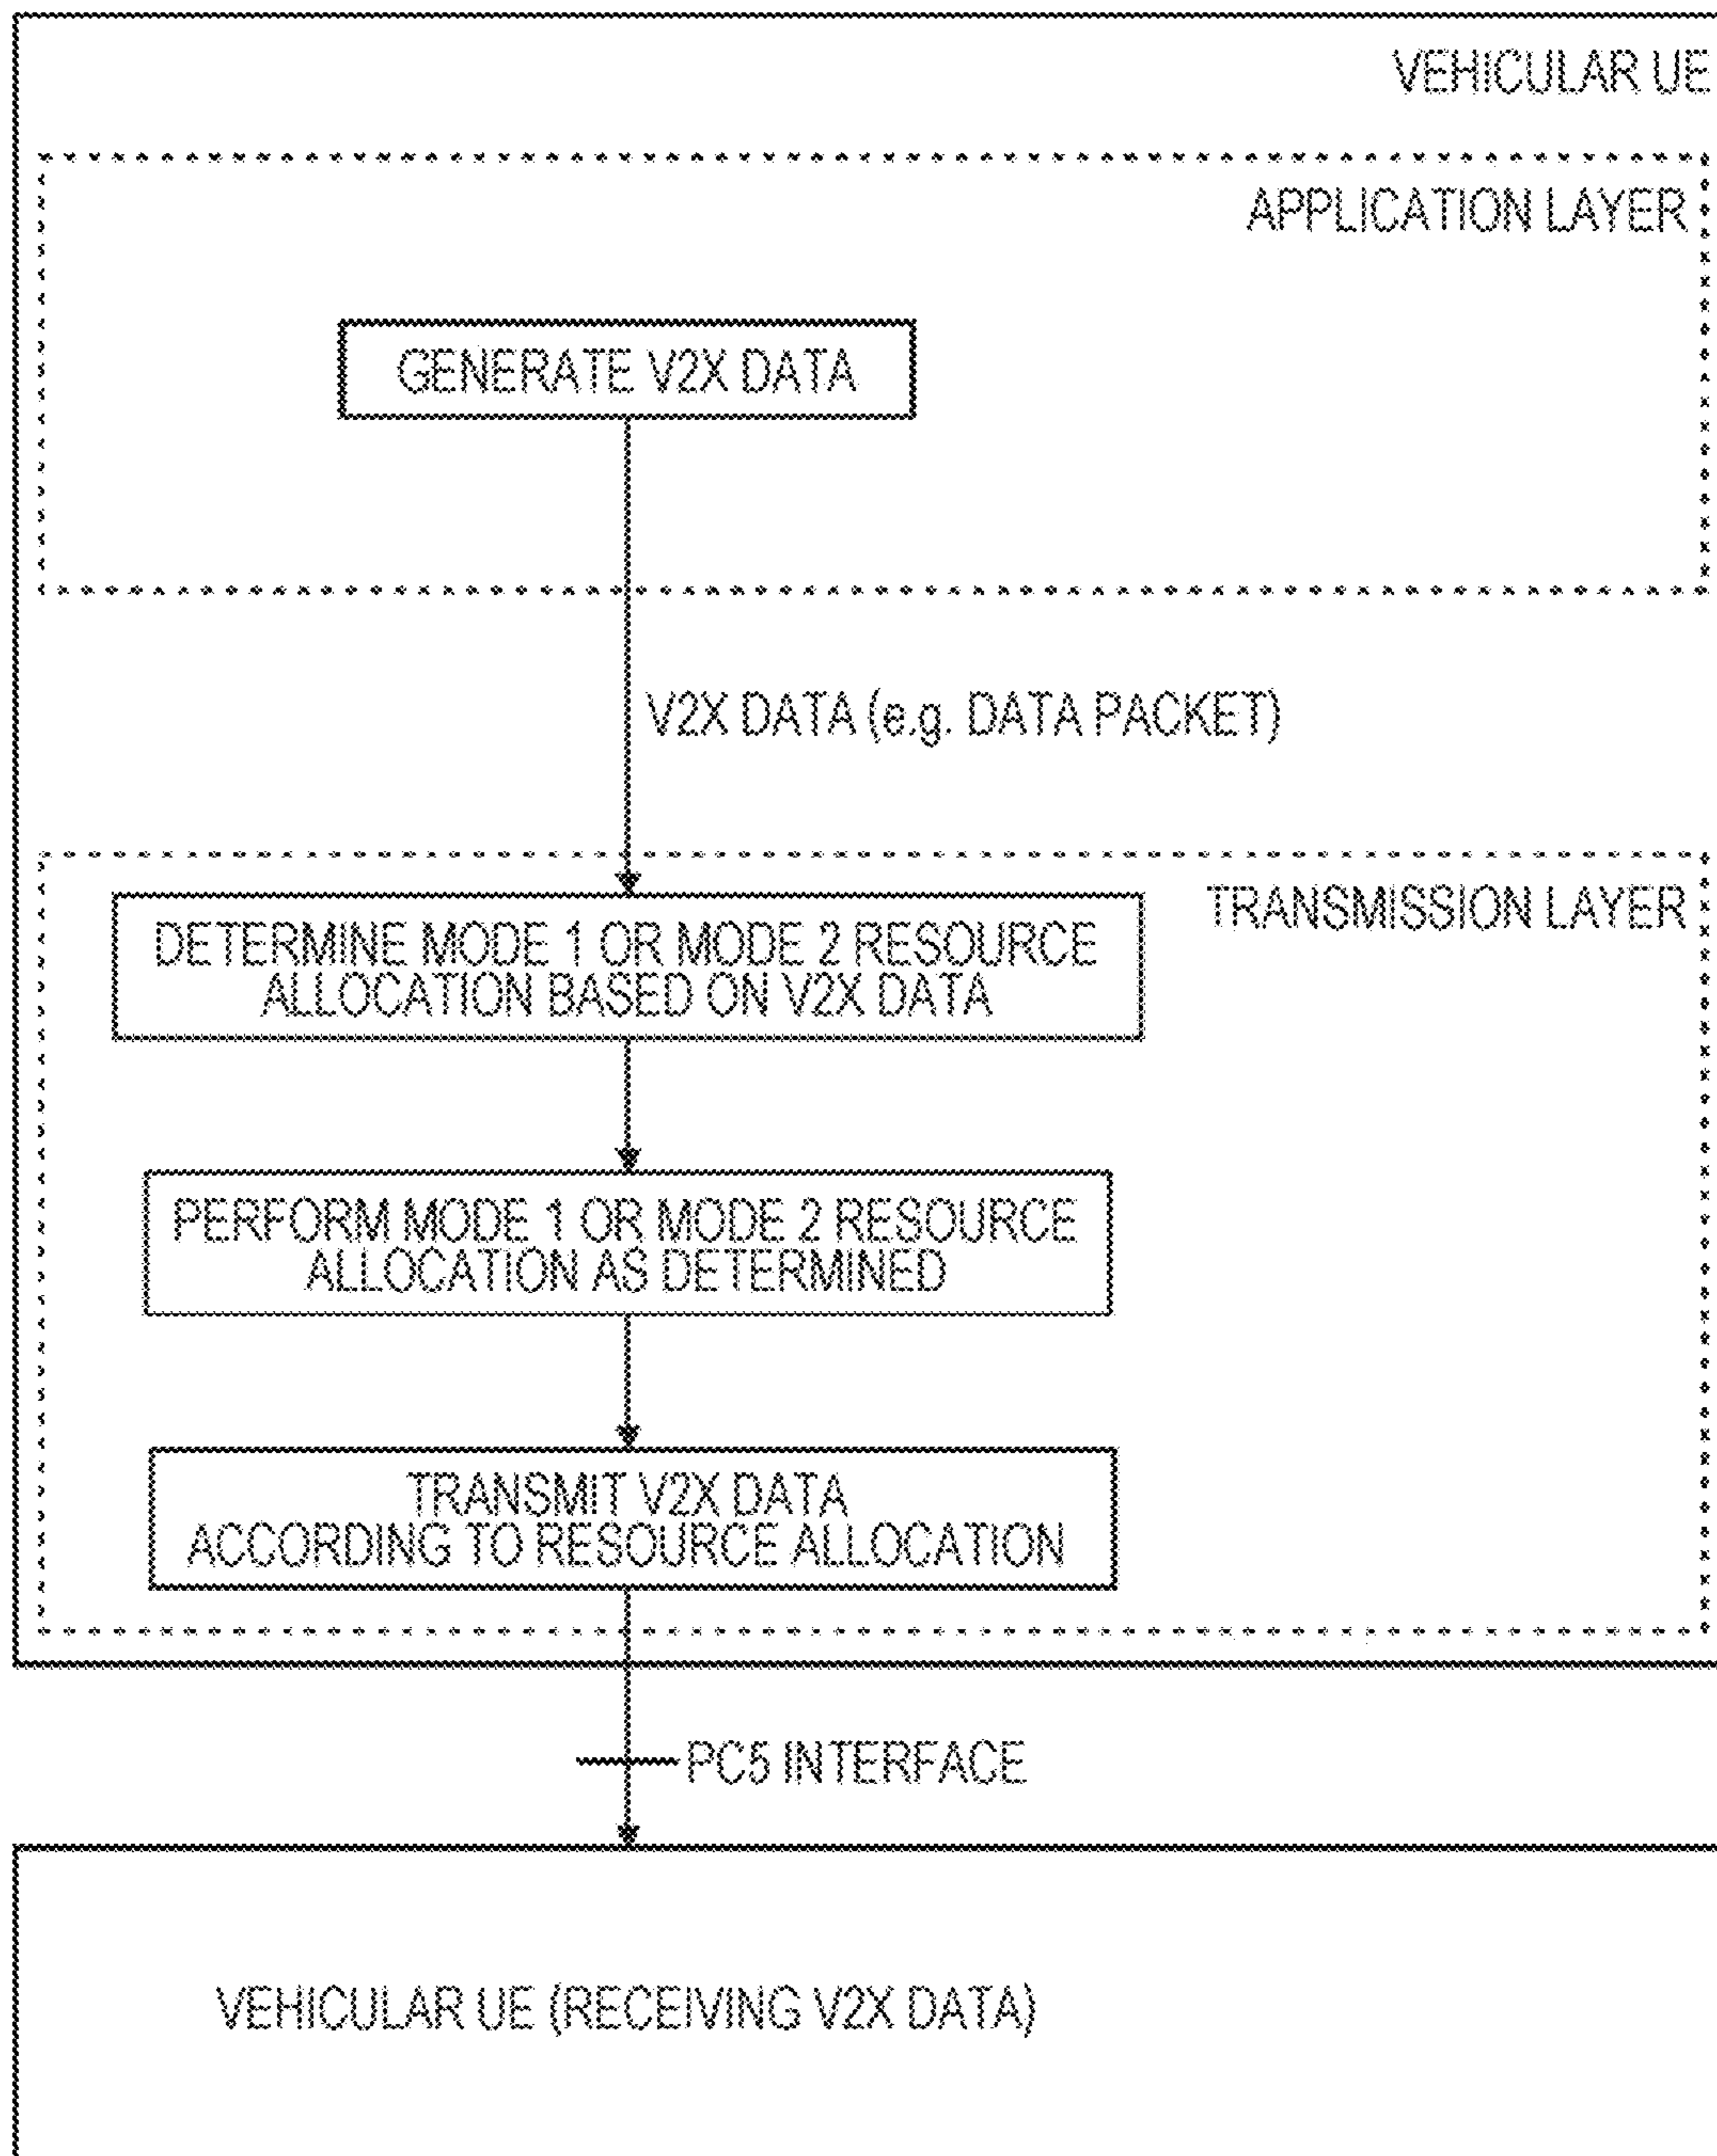 VEHICULAR UE
APPLICATION LAYER
GENERATE V2X DATA
V2X DATA (e.g. DATA PACKET)
TRANSMISSION LAYER
DETERMINE MODE 1 OR MODE 2 RESOURCE
ALLOCATION BASED ON V2X DATA
PERFORM MODE 1 OR MODE 2 RESOURCE
ALLOCATION AS DETERMINED
TRANSMIT V2X DATA
ACCORDING TO RESOURCE ALLOCATION
PC5 INTERFACE
VEHICULAR UE (RECEIVING V2X DATA)